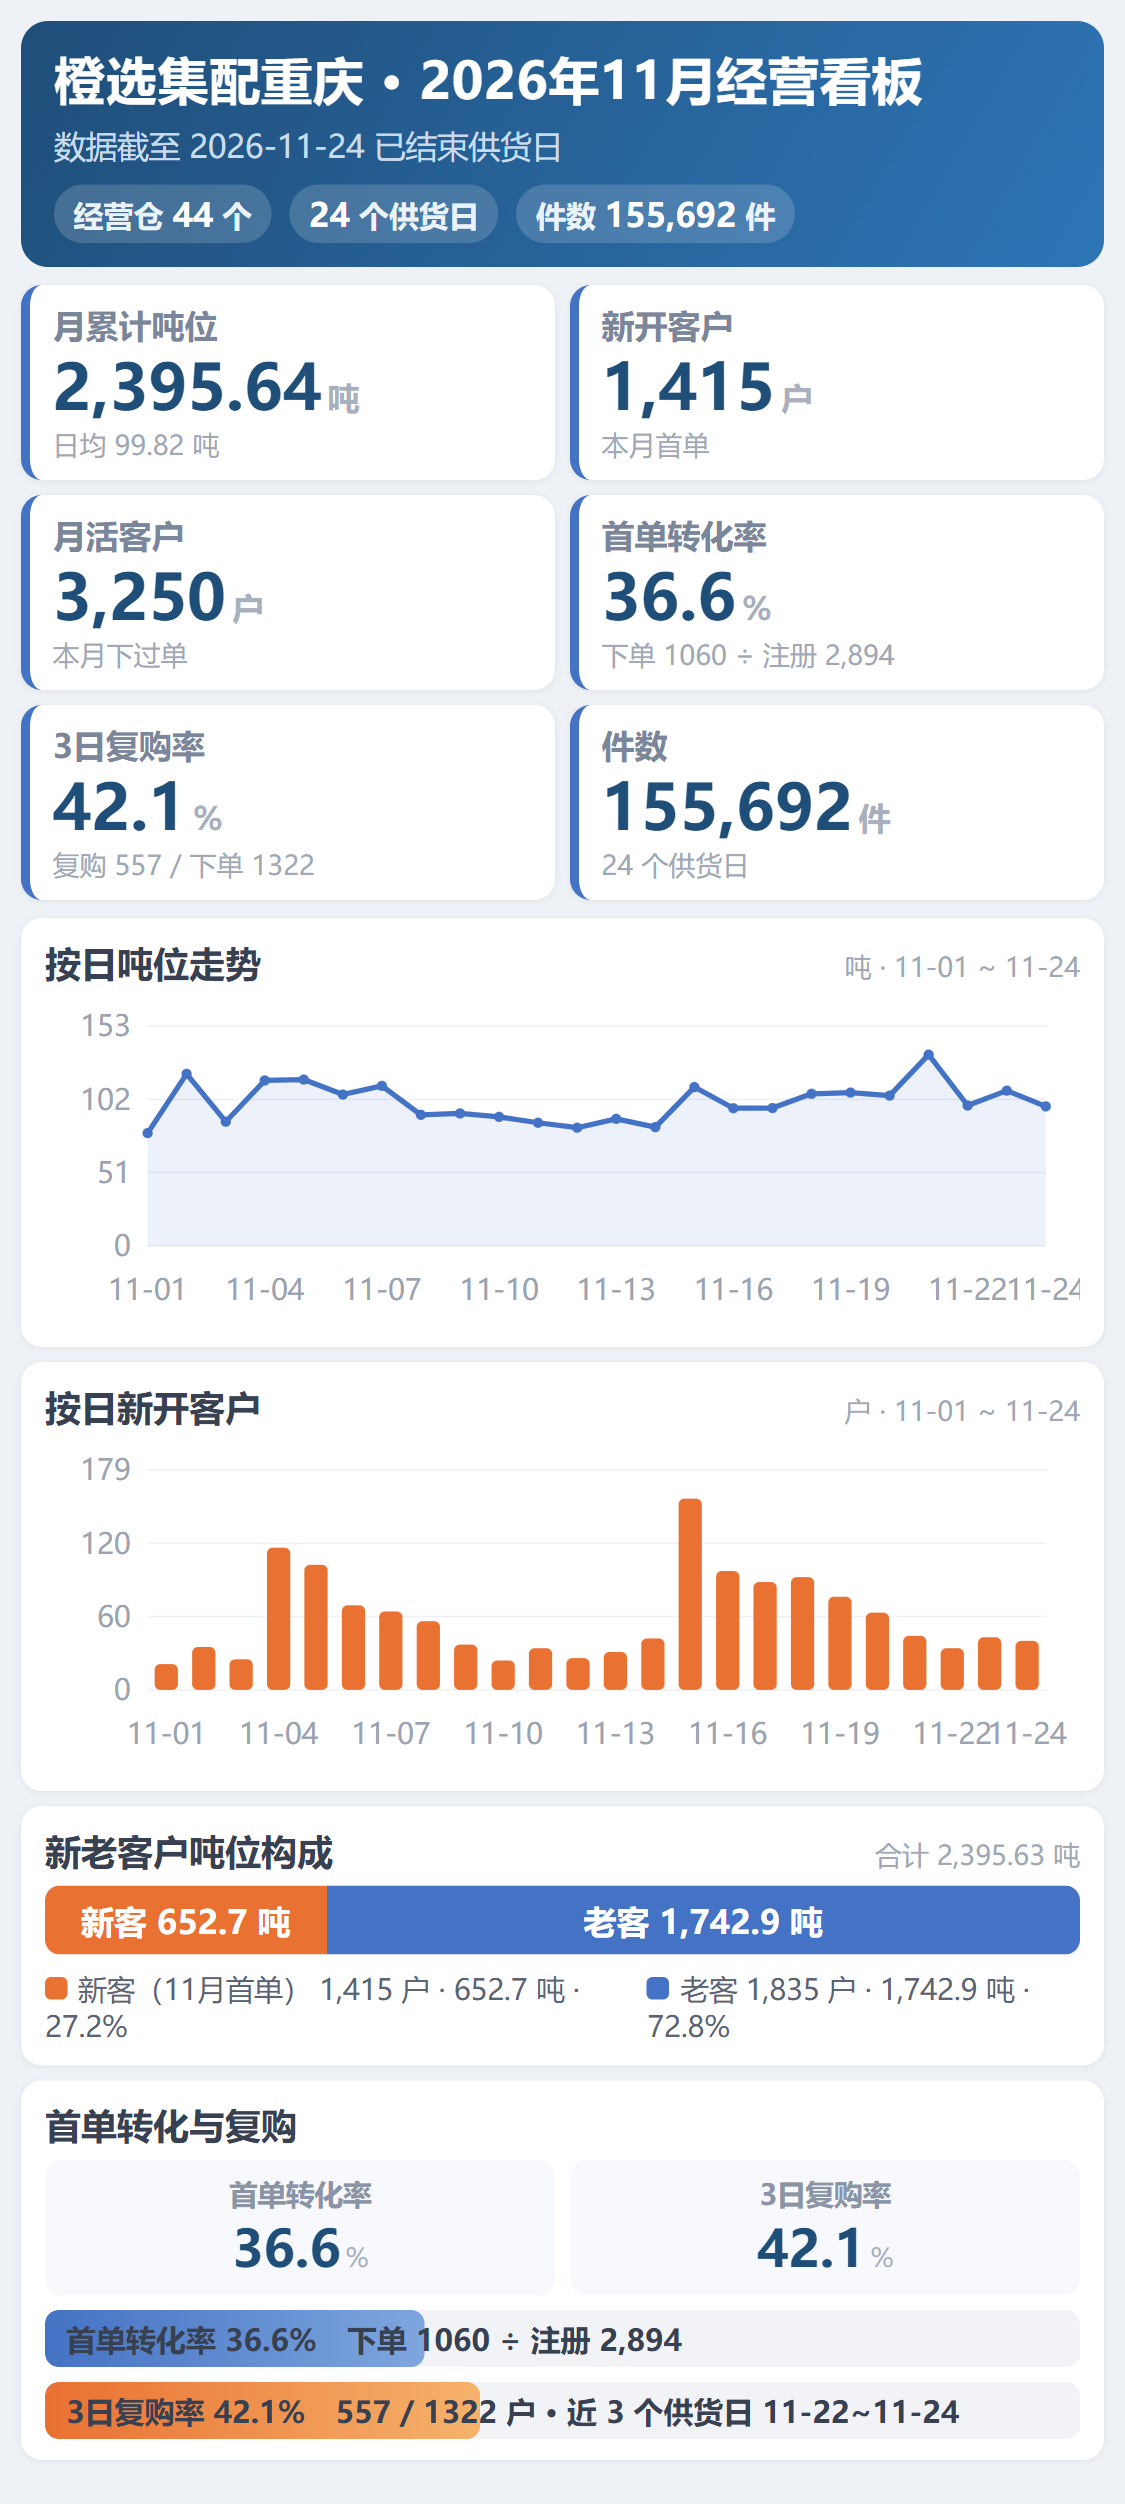 橙选集配重庆 · 2026年11月经营看板
数据截至 2026-11-24 已结束供货日
经营仓 44 个
24 个供货日
件数 155,692 件
月累计吨位
2,395.64 吨
日均 99.82 吨
新开客户
1,415 户
本月首单
月活客户
3,250 户
本月下过单
首单转化率
36.6 %
下单 1060 ÷ 注册 2,894
3日复购率
42.1 %
复购 557 / 下单 1322
件数
155,692 件
24 个供货日
按日吨位走势
吨 · 11-01 ~ 11-24
153
102
51
0
11-01 11-04 11-07 11-10 11-13 11-16 11-19 11-22 11-24
按日新开客户
户 · 11-01 ~ 11-24
179
120
60
0
11-01 11-04 11-07 11-10 11-13 11-16 11-19 11-22 11-24
新老客户吨位构成
合计 2,395.63 吨
新客 652.7 吨
老客 1,742.9 吨
新客（11月首单） 1,415 户 · 652.7 吨 ·
27.2%
老客 1,835 户 · 1,742.9 吨 ·
72.8%
首单转化与复购
首单转化率
36.6 %
3日复购率
42.1 %
首单转化率 36.6% 下单 1060 ÷ 注册 2,894
3日复购率 42.1% 557 / 1322 户 · 近 3 个供货日 11-22~11-24